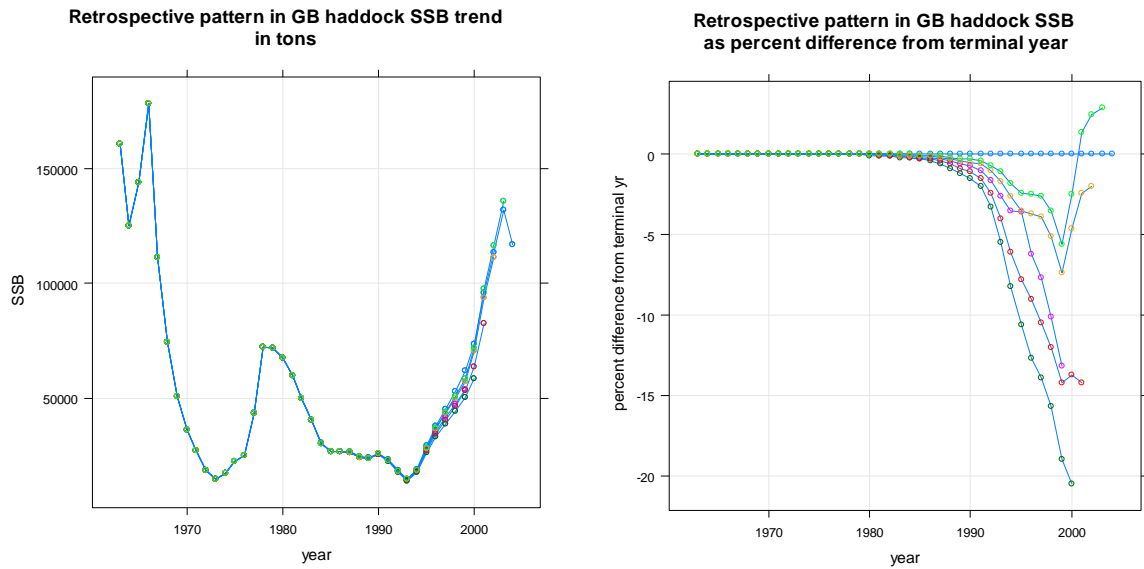 Retrospective pattern in GB haddock SSB trend
in tons
SSB
150000
100000
50000
1970
1980
1990
2000
year
Retrospective pattern in GB haddock SSB
as percent difference from terminal year
percent difference from terminal yr
0
-5
-10
-15
-20
1970
1980
1990
2000
year